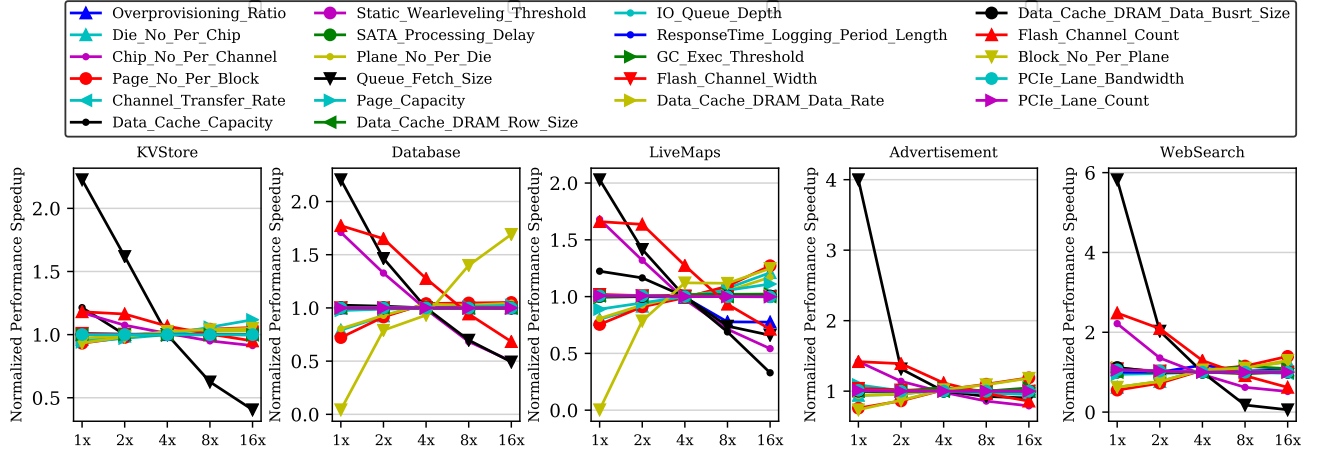 Overprovisioning_Ratio Static_Wearleveling_Threshold IO_Queue_Depth Data_Cache_DRAM_Data_Busrt_Size
Die_No_Per_Chip SATA_Processing_Delay ResponseTime_Logging_Period_Length Flash_Channel_Count
Chip_No_Per_Channel Plane_No_Per_Die GC_Exec_Threshold Block_No_Per_Plane
Page_No_Per_Block Queue_Fetch_Size Flash_Channel_Width PCIe_Lane_Bandwidth
Channel_Transfer_Rate Page_Capacity Data_Cache_DRAM_Data_Rate PCIe_Lane_Count
Data_Cache_Capacity Data_Cache_DRAM_Row_Size
KVStore
Normalized Performance Speedup
2.0
1.5
1.0
0.5
1x 2x 4x 8x 16x
Database
Normalized Performance Speedup
2.0
1.5
1.0
0.5
0.0
1x 2x 4x 8x 16x
LiveMaps
Normalized Performance Speedup
2.0
1.5
1.0
0.5
0.0
1x 2x 4x 8x 16x
Advertisement
Normalized Performance Speedup
4
3
2
1
1x 2x 4x 8x 16x
WebSearch
Normalized Performance Speedup
6
4
2
0
1x 2x 4x 8x 16x